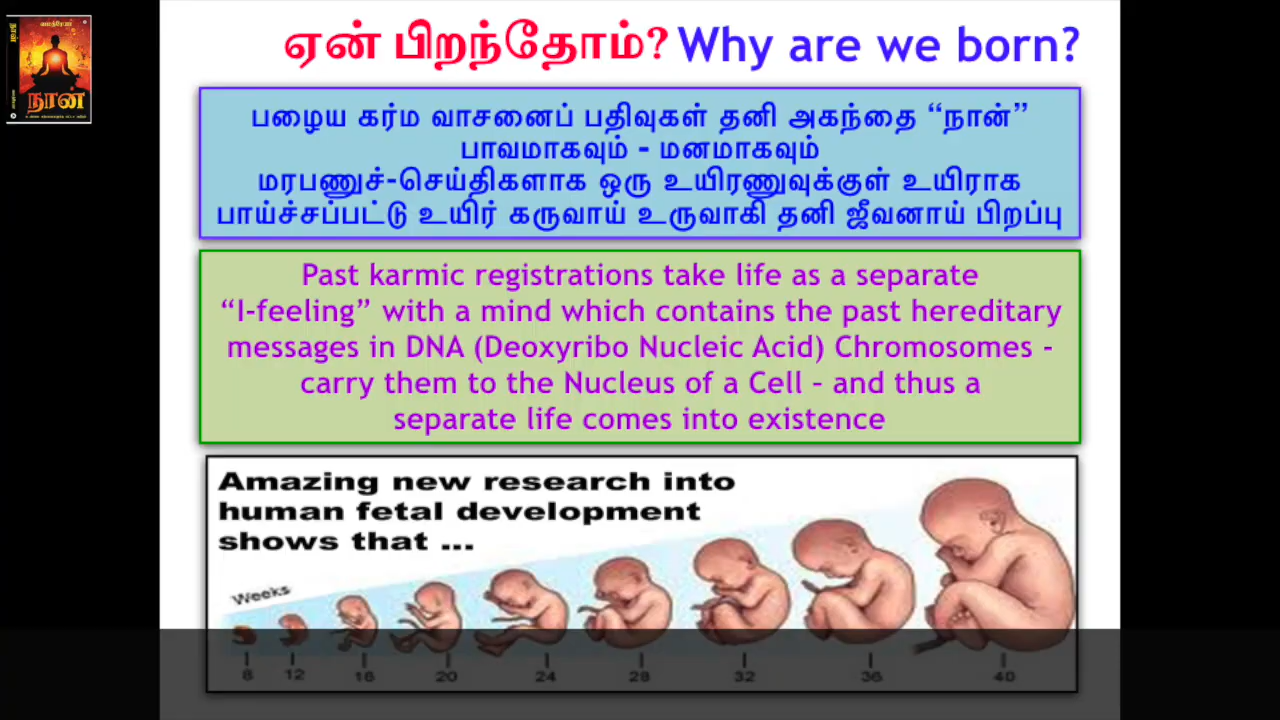 நான்
ஏன் பிறந்தோம்? Why are we born?
பழைய கர்ம வாசனைப் பதிவுகள் தனி அகந்தை “நான்”
பாவமாகவும் - மனமாகவும்
மரபணுச்-செய்திகளாக ஒரு உயிரணுவுக்குள் உயிராக
பாய்ச்சப்பட்டு உயிர் கருவாய் உருவாகி தனி ஜீவனாய் பிறப்பு
Past karmic registrations take life as a separate
“I-feeling” with a mind which contains the past hereditary
messages in DNA (Deoxyribo Nucleic Acid) Chromosomes -
carry them to the Nucleus of a Cell - and thus a
separate life comes into existence
Amazing new research into
human fetal development
shows that ...
Weeks
8 12 16 20 24 28 32 36 40